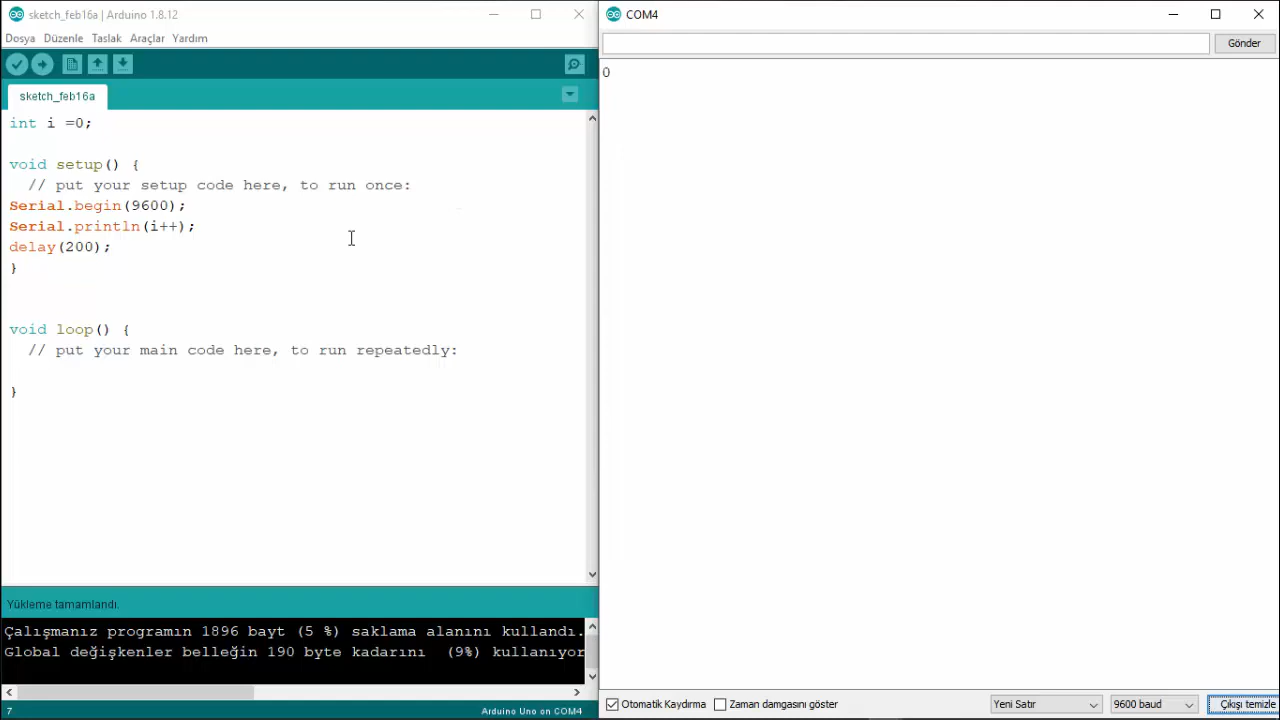 sketch_feb16a | Arduino 1.8.12
Dosya Düzenle Taslak Araçlar Yardım
sketch_feb16a
int i =0;
void setup() {
// put your setup code here, to run once:
Serial.begin(9600);
Serial.println(i++);
delay(200);
}
void loop() {
// put your main code here, to run repeatedly:
}
Yükleme tamamlandı.
Çalışmanız programın 1896 bayt (5 %) saklama alanını kullandı.
Global değişkenler belleğin 190 byte kadarını (9%) kullanıyor
7
Arduino Uno on COM4
COM4
Gönder
0
Otomatik Kaydırma
Zaman damgasını göster
Yeni Satır
9600 baud
Çıkışı temizle